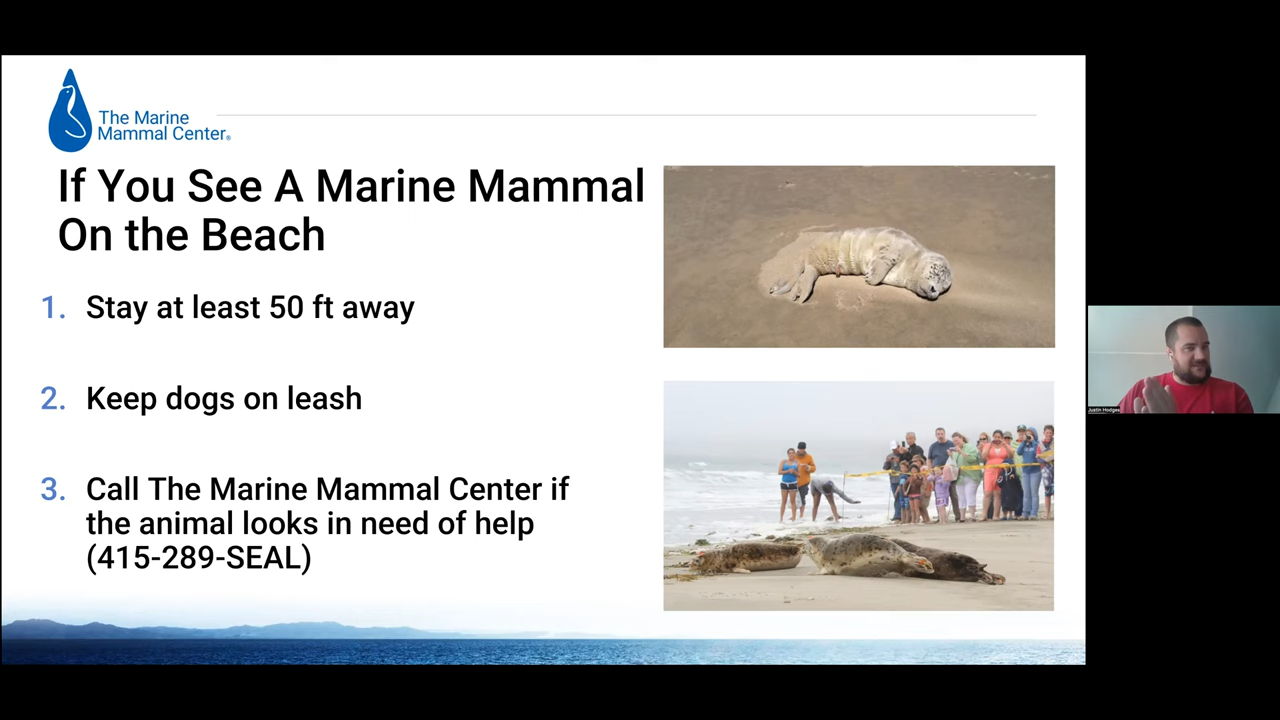 The Marine
Mammal Center®
If You See A Marine Mammal
On the Beach
1. Stay at least 50 ft away
2. Keep dogs on leash
3. Call The Marine Mammal Center if
the animal looks in need of help
(415-289-SEAL)
Justin Hodges